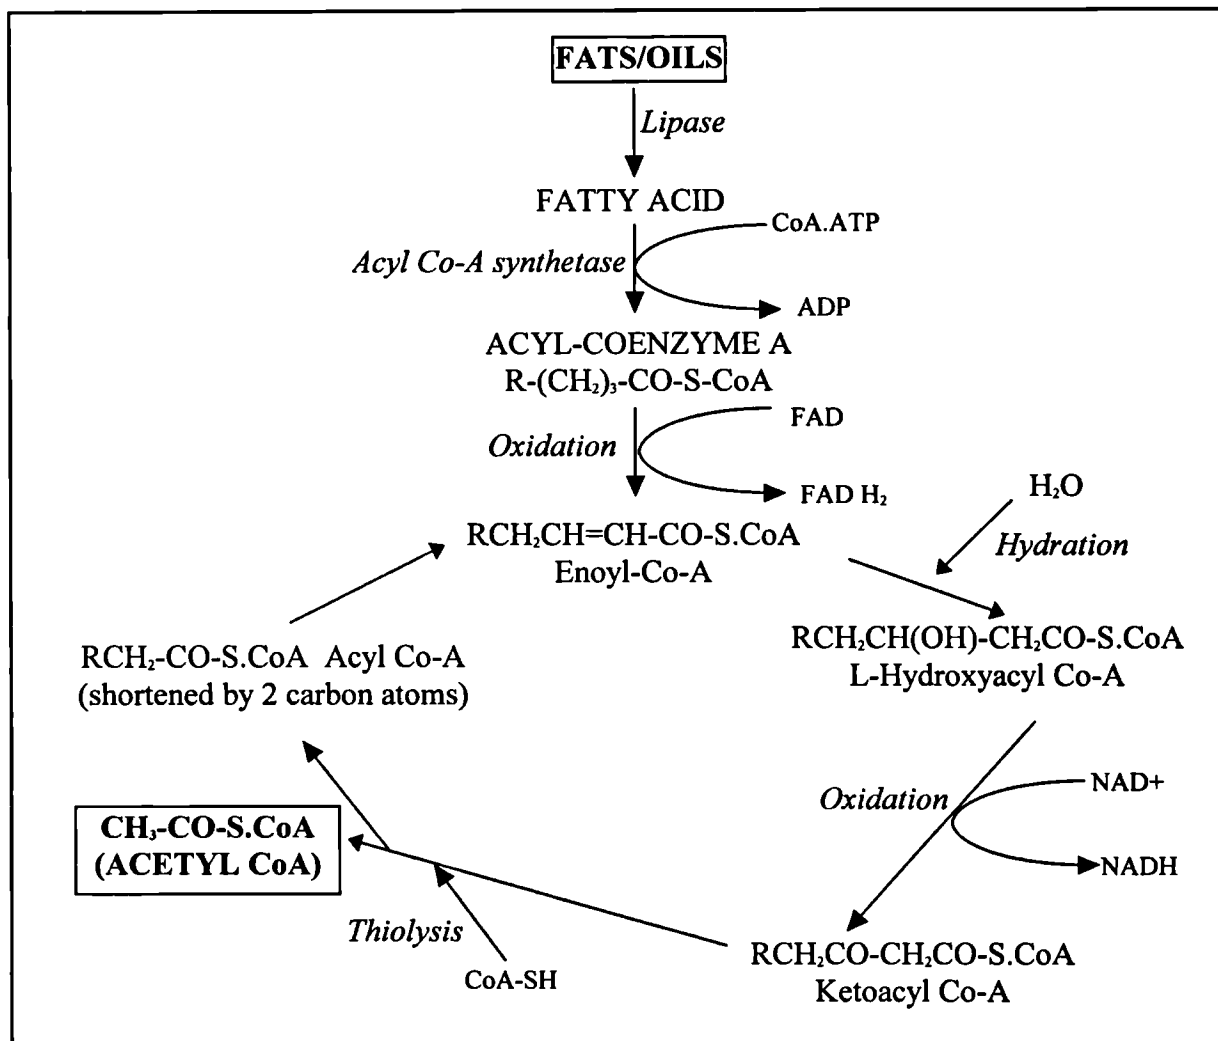 FATS/OILS
Lipase
FATTY ACID
CoA.ATP
Acyl Co-A synthetase
ADP
ACYL-COENZYME A
R-(CH₂)₃-CO-S-CoA
FAD
Oxidation
FAD H₂
H₂O
RCH₂CH=CH-CO-S.CoA
Enoyl-Co-A
Hydration
RCH₂CH(OH)-CH₂CO-S.CoA
L-Hydroxyacyl Co-A
RCH₂-CO-S.CoA Acyl Co-A
(shortened by 2 carbon atoms)
Oxidation
NAD+
NADH
CH₃-CO-S.CoA
(ACETYL CoA)
Thiolysis
CoA-SH
RCH₂CO-CH₂CO-S.CoA
Ketoacyl Co-A